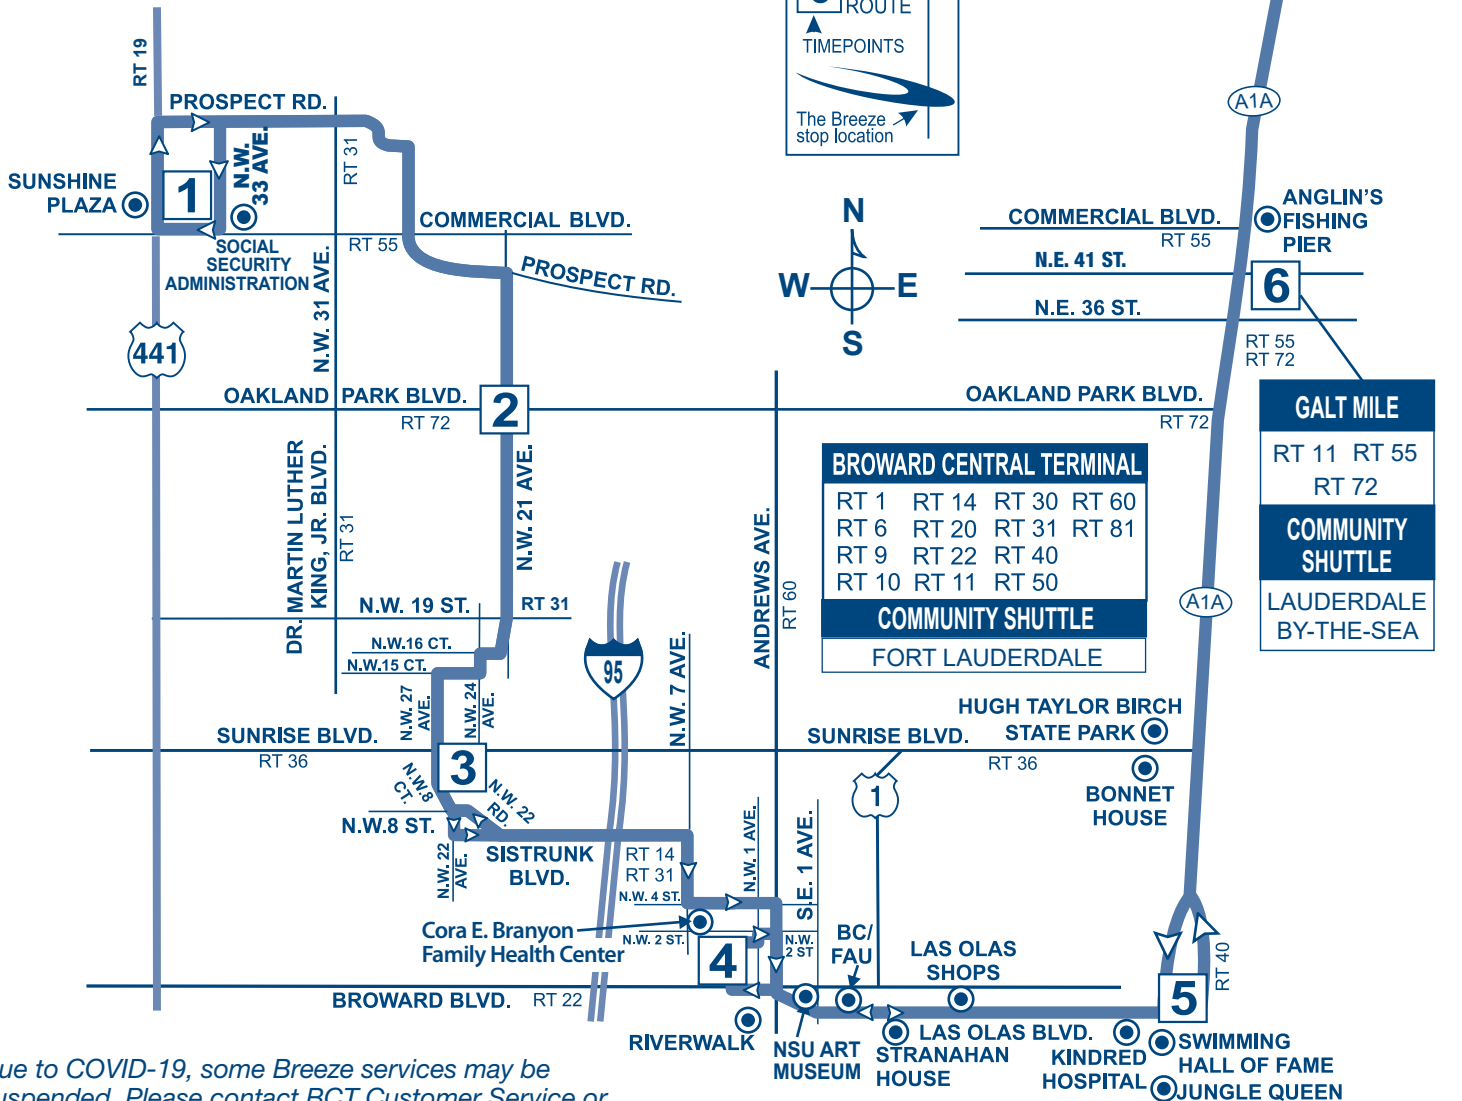 ROUTE
TIMEPOINTS
The Breeze
stop location
RT 19
PROSPECT RD.
N.W.
33 AVE.
RT 31
SUNSHINE
PLAZA
1
COMMERCIAL BLVD.
RT 55
SOCIAL
SECURITY
ADMINISTRATION
N.W. 31 AVE.
PROSPECT RD.
441
N
W
E
S
A1A
COMMERCIAL BLVD.
RT 55
ANGLIN'S
FISHING
PIER
N.E. 41 ST.
6
N.E. 36 ST.
RT 55
RT 72
OAKLAND PARK BLVD.
RT 72
2
OAKLAND PARK BLVD.
RT 72
GALT MILE
RT 11 RT 55
RT 72
COMMUNITY
SHUTTLE
LAUDERDALE
BY-THE-SEA
BROWARD CENTRAL TERMINAL
RT 1 RT 14 RT 30 RT 60
RT 6 RT 20 RT 31 RT 81
RT 9 RT 22 RT 40
RT 10 RT 11 RT 50
COMMUNITY SHUTTLE
FORT LAUDERDALE
DR. MARTIN LUTHER
KING, JR. BLVD.
RT 31
N.W. 21 AVE.
ANDREWS AVE.
RT 60
A1A
N.W. 19 ST.
RT 31
N.W.16 CT.
N.W.15 CT.
95
N.W. 7 AVE.
N.W. 27
AVE.
N.W. 24
AVE.
HUGH TAYLOR BIRCH
STATE PARK
SUNRISE BLVD.
RT 36
3
SUNRISE BLVD.
RT 36
1
BONNET
HOUSE
N.W.8
CT.
N.W. 22
RD.
N.W.8 ST.
N.W. 22
AVE.
SISTRUNK
BLVD.
RT 14
RT 31
N.W. 1 AVE.
S.E. 1 AVE.
N.W. 4 ST.
Cora E. Branyon
Family Health Center
N.W. 2 ST.
4
N.W.
2 ST
BC/
FAU
LAS OLAS
SHOPS
RT 40
5
BROWARD BLVD.
RT 22
RIVERWALK
NSU ART
MUSEUM
STRANAHAN
HOUSE
LAS OLAS BLVD.
KINDRED
HOSPITAL
SWIMMING
HALL OF FAME
JUNGLE QUEEN
ue to COVID-19, some Breeze services may be
uspended. Please contact BCT Customer Service or